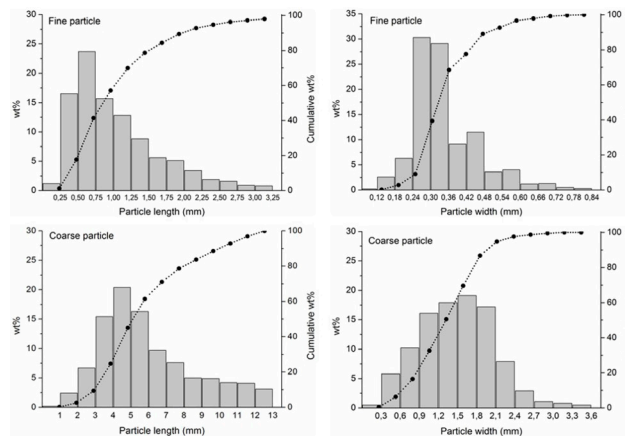 Fine particle
30
25
20
15
10
5
0
wt%
100
80
60
40
20
0
Cumulative wt%
0,25 0,50 0,75 1,00 1,25 1,50 1,75 2,00 2,25 2,50 2,75 3,00 3,25
Particle length (mm)
Fine particle
35
30
25
20
15
10
5
0
wt%
100
80
60
40
20
0
0,12 0,18 0,24 0,30 0,36 0,42 0,48 0,54 0,60 0,66 0,72 0,78 0,84
Particle width (mm)
Coarse particle
30
25
20
15
10
5
0
wt%
100
80
60
40
20
0
Cumulative wt%
1 2 3 4 5 6 7 8 9 10 11 12 13
Particle length (mm)
Coarse particle
30
25
20
15
10
5
0
wt%
100
80
60
40
20
0
0,3 0,6 0,9 1,2 1,5 1,8 2,1 2,4 2,7 3,0 3,3 3,6
Particle width (mm)